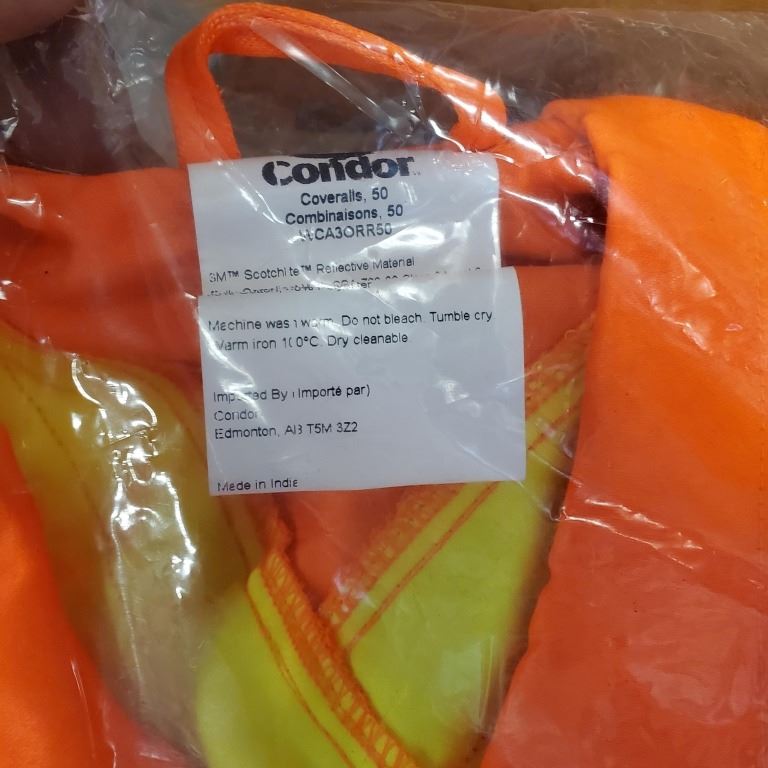 Condor
Coveralls, 50
Combinaisons, 50
WCA3ORR50
3M™ Scotchlite™ Reflective Material
Machine wash warm. Do not bleach. Tumble dry
Warm iron 110°C. Dry cleanable
Imported By (Importé par)
Condor
Edmonton, AB T5M 3Z2
Made in India